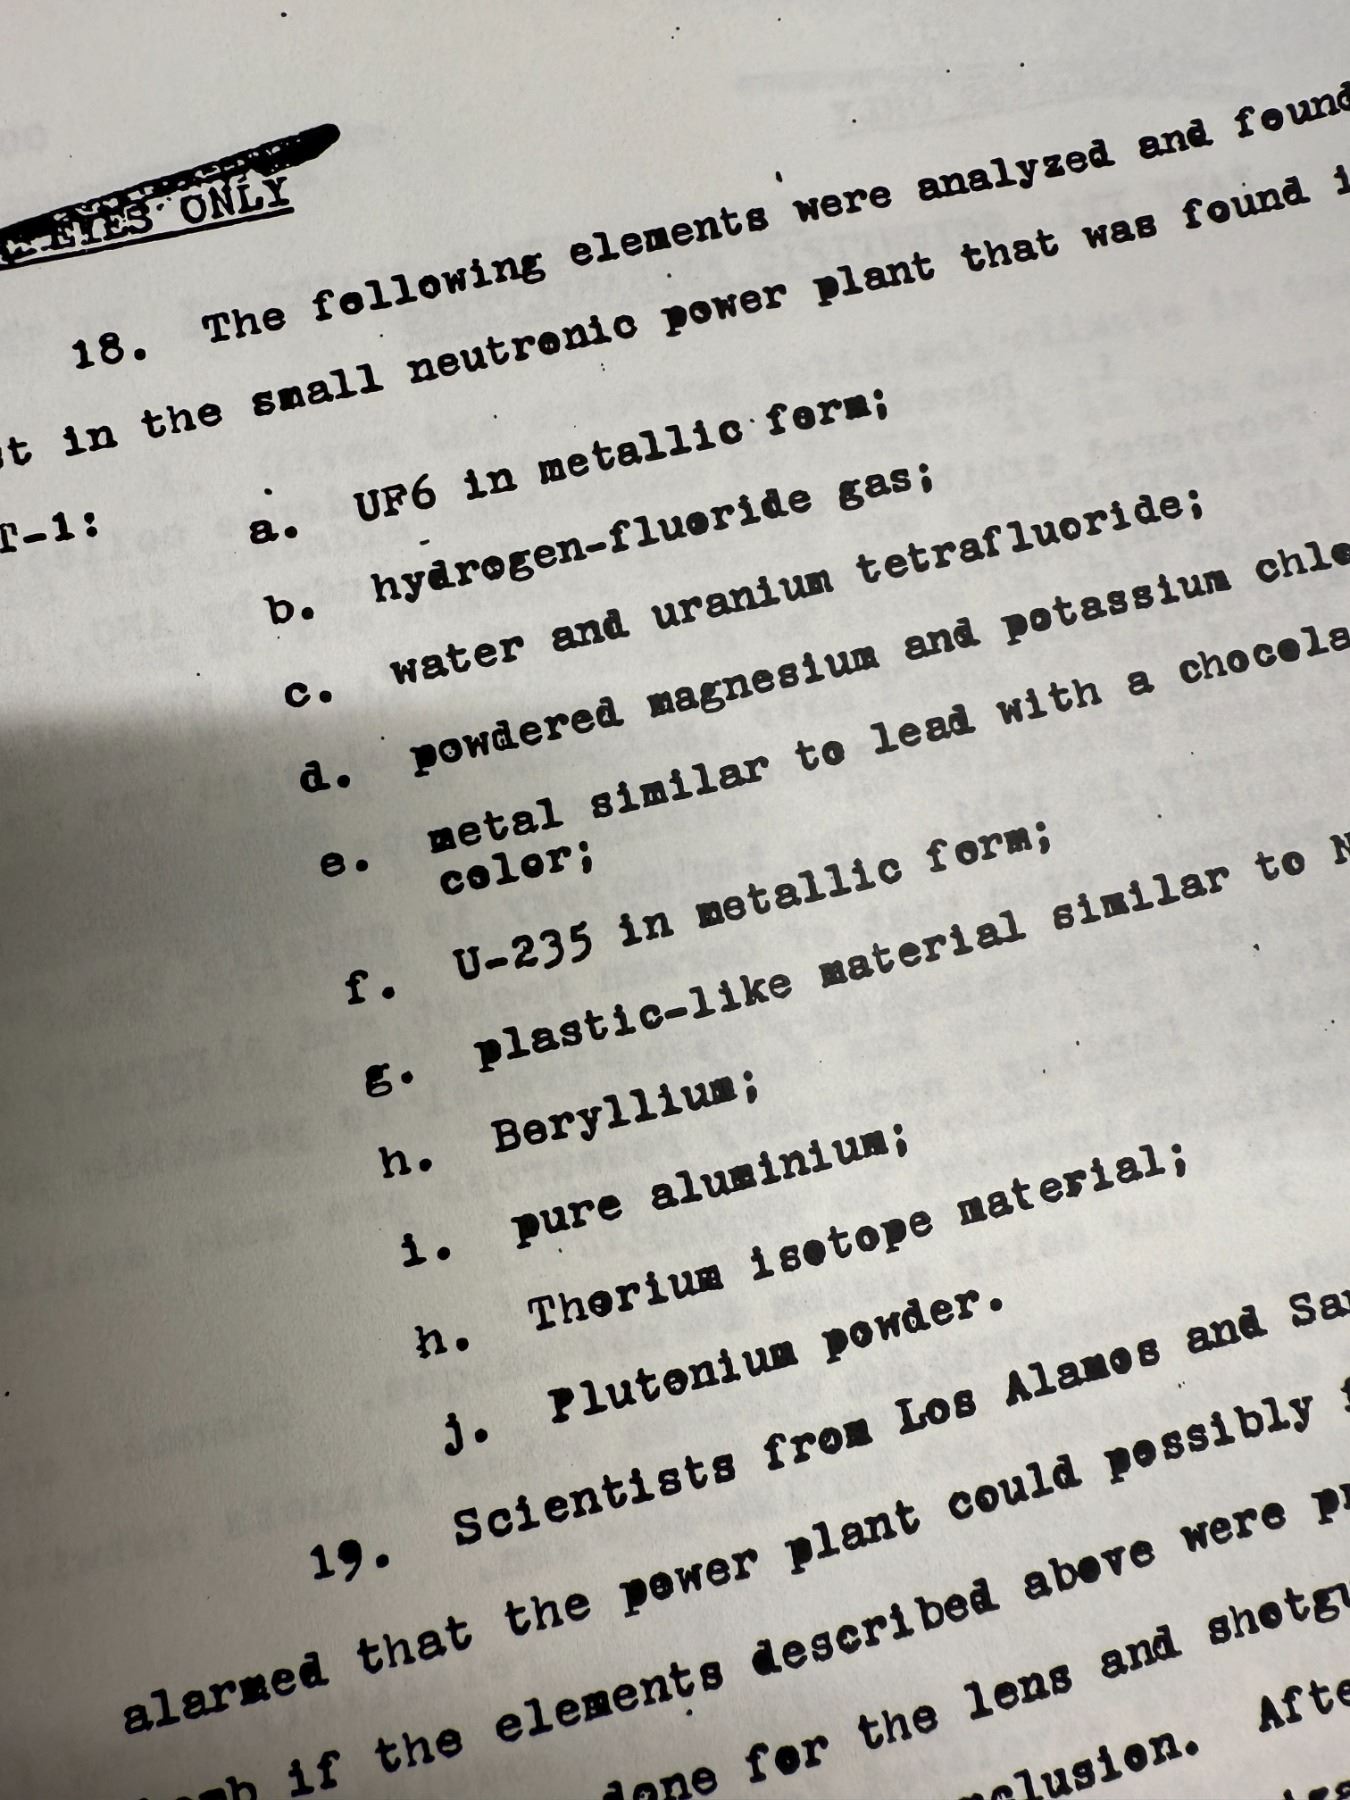 EYES ONLY
18. The following elements were analyzed and found
in the small neutronic power plant that was found
T-1:
a. UF6 in metallic form;
b. hydrogen-fluoride gas;
c. water and uranium tetrafluoride;
d. powdered magnesium and potassium
e. metal similar to lead with a
color;
f. U-235 in metallic form;
g. plastic-like material similar to
h. Beryllium;
i. pure aluminium;
h. Thorium isotope material;
j. Plutonium powder.
19. Scientists from Los Alamos and
alarmed that the power plant could possibly
if the elements described above were
done for the lens and